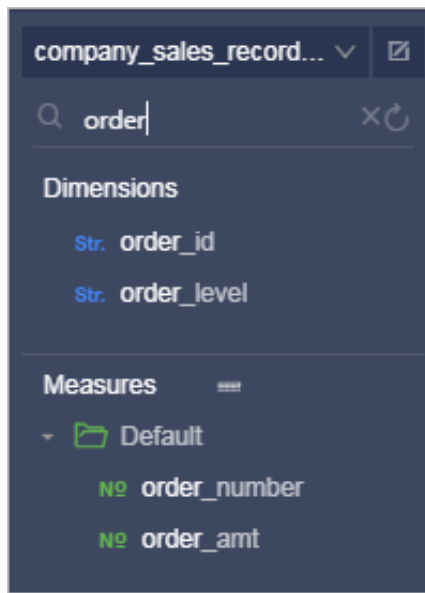 company_sales_record...
order
Dimensions
Str. order_id
Str. order_level
Measures
Default
Nº order_number
Nº order_amt